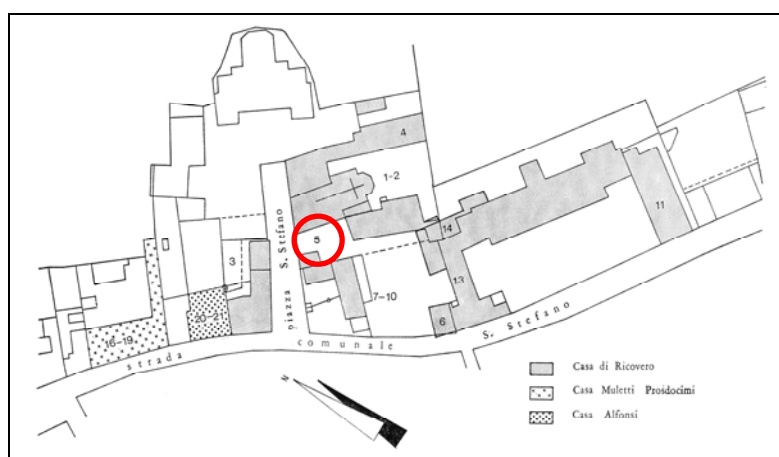 4
1-2
5
3
piazza S. Stefano
14
11
13
7-10
6
20-21
16-19
strada comunale S. Stefano
N
Casa di Ricovero
Casa Muletti Prosdocimi
Casa Alfonsi